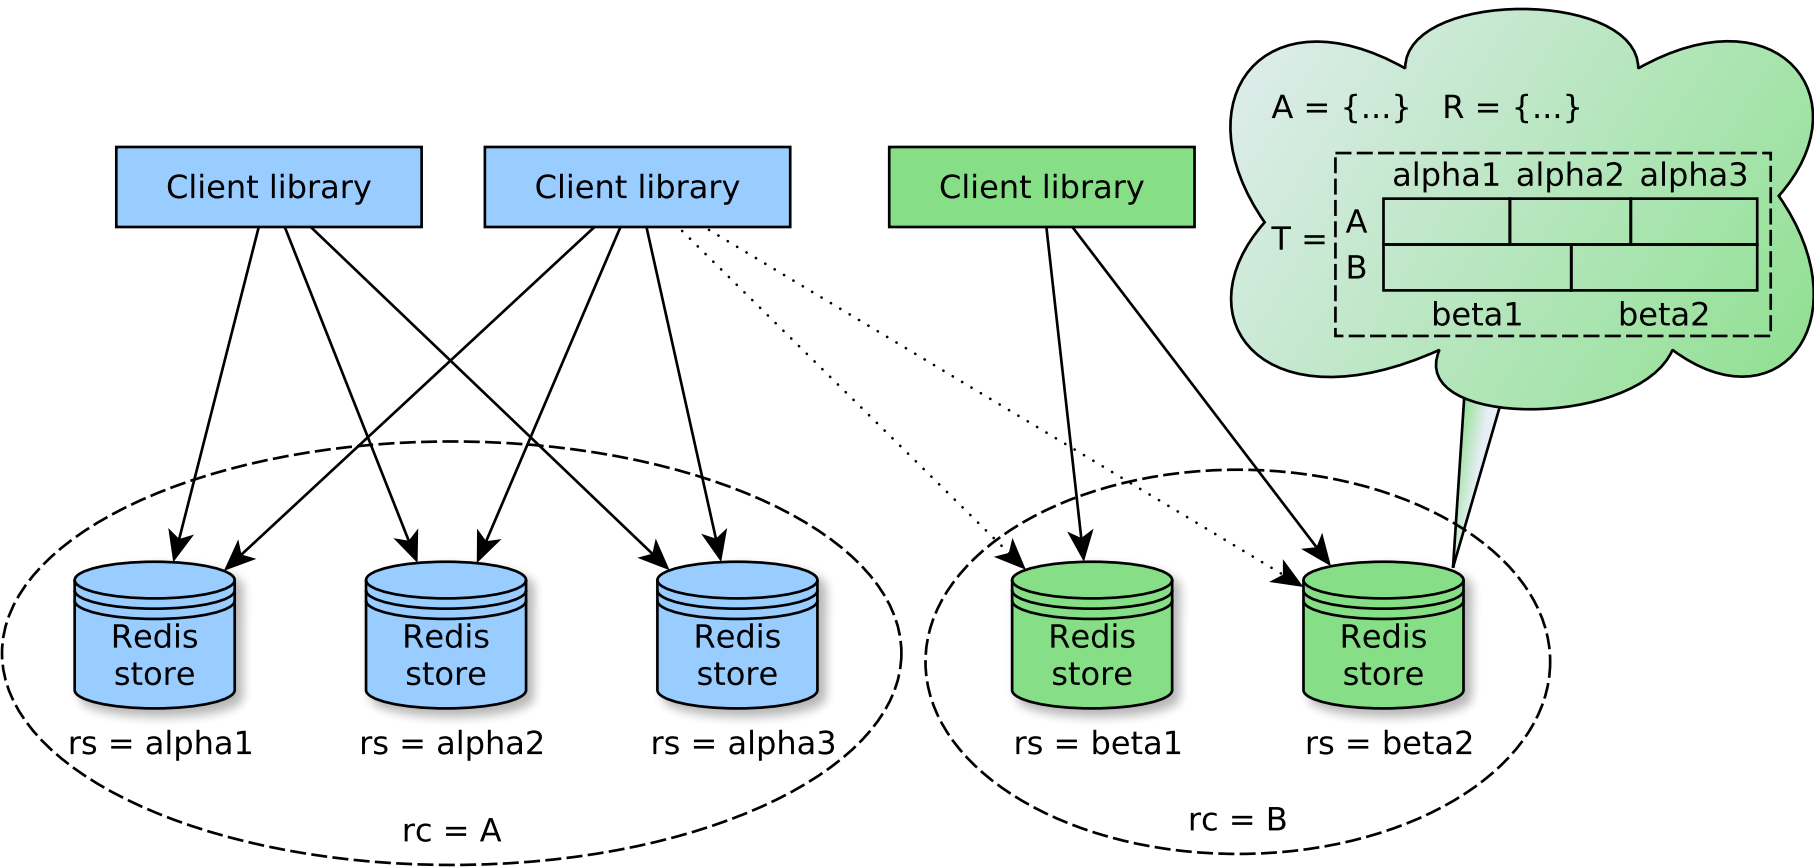 A = {...} R = {...}
alpha1 alpha2 alpha3
T =
A
B
beta1 beta2
Client library
Client library
Client library
Redis
store
Redis
store
Redis
store
Redis
store
Redis
store
rs = alpha1
rs = alpha2
rs = alpha3
rs = beta1
rs = beta2
rc = A
rc = B